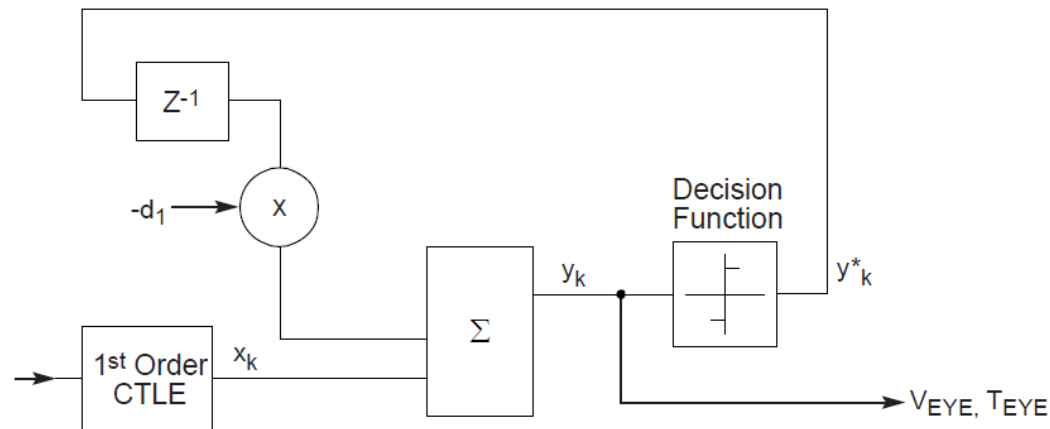 Z-1
-d1
X
Decision
Function
yk
y*k
Σ
1st Order
CTLE
xk
VEYE, TEYE